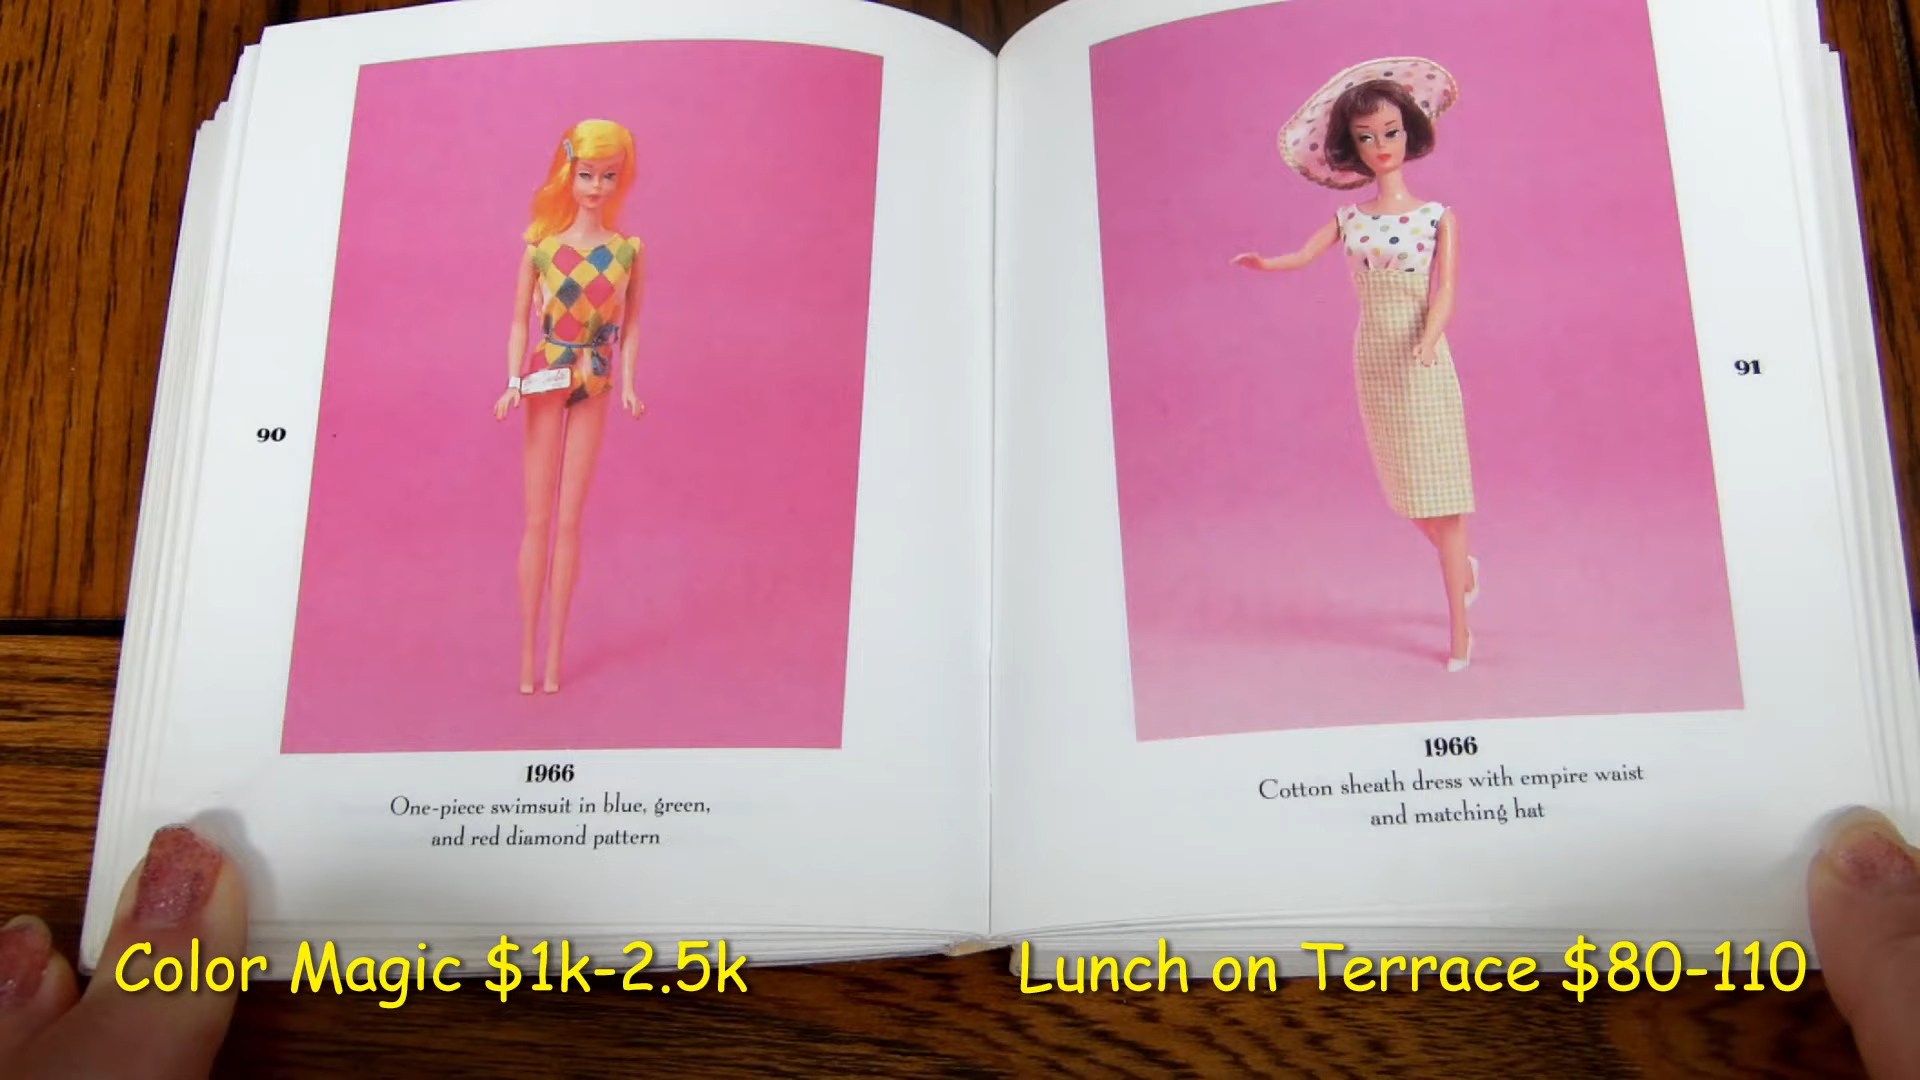 90
1966
One-piece swimsuit in blue, green,
and red diamond pattern
91
1966
Cotton sheath dress with empire waist
and matching hat
Color Magic $1k-2.5k
Lunch on Terrace $80-110